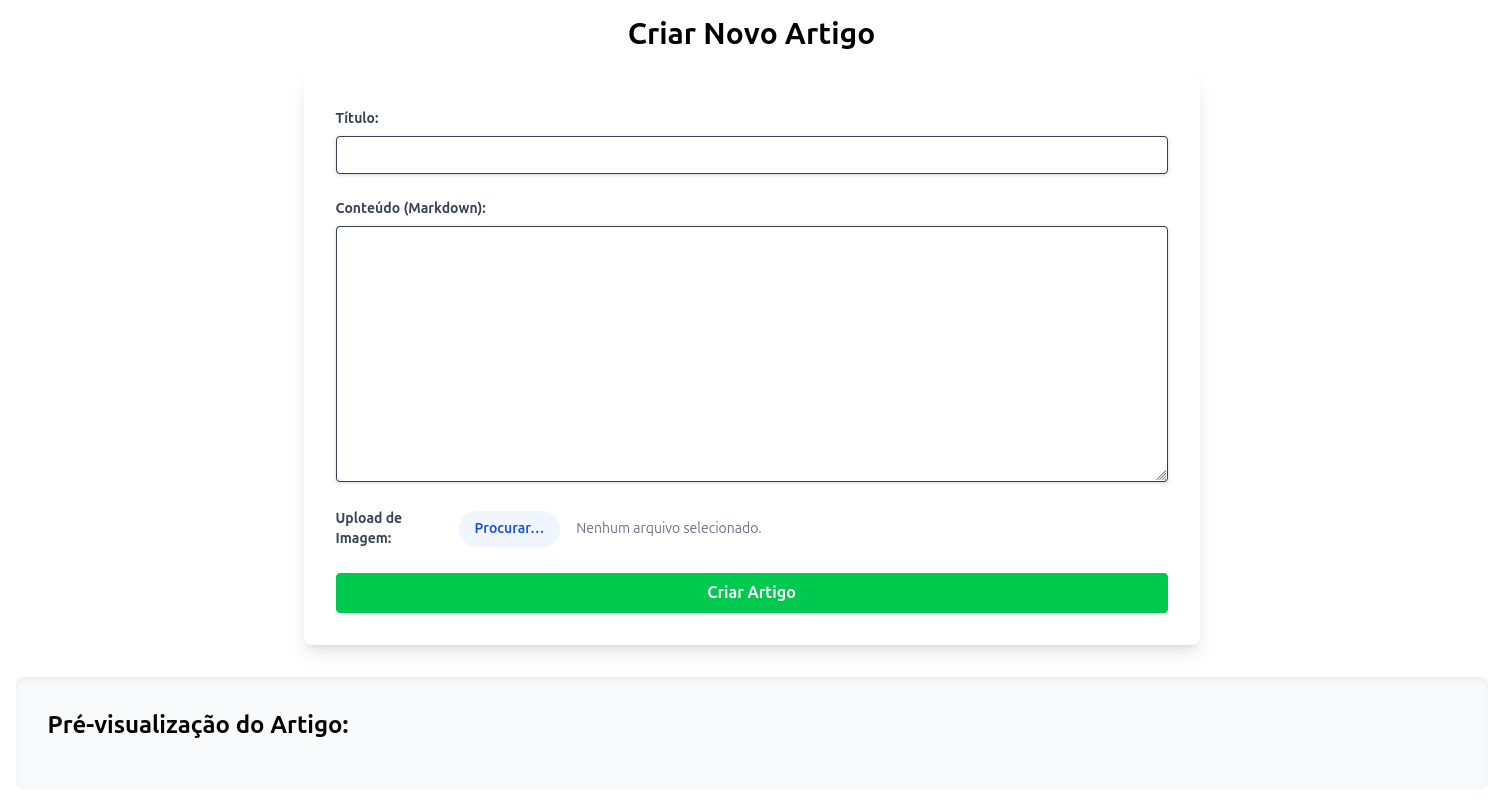 Criar Novo Artigo
Título:
Conteúdo (Markdown):
Upload de
Imagem:
Procurar... Nenhum arquivo selecionado.
Criar Artigo
Pré-visualização do Artigo: